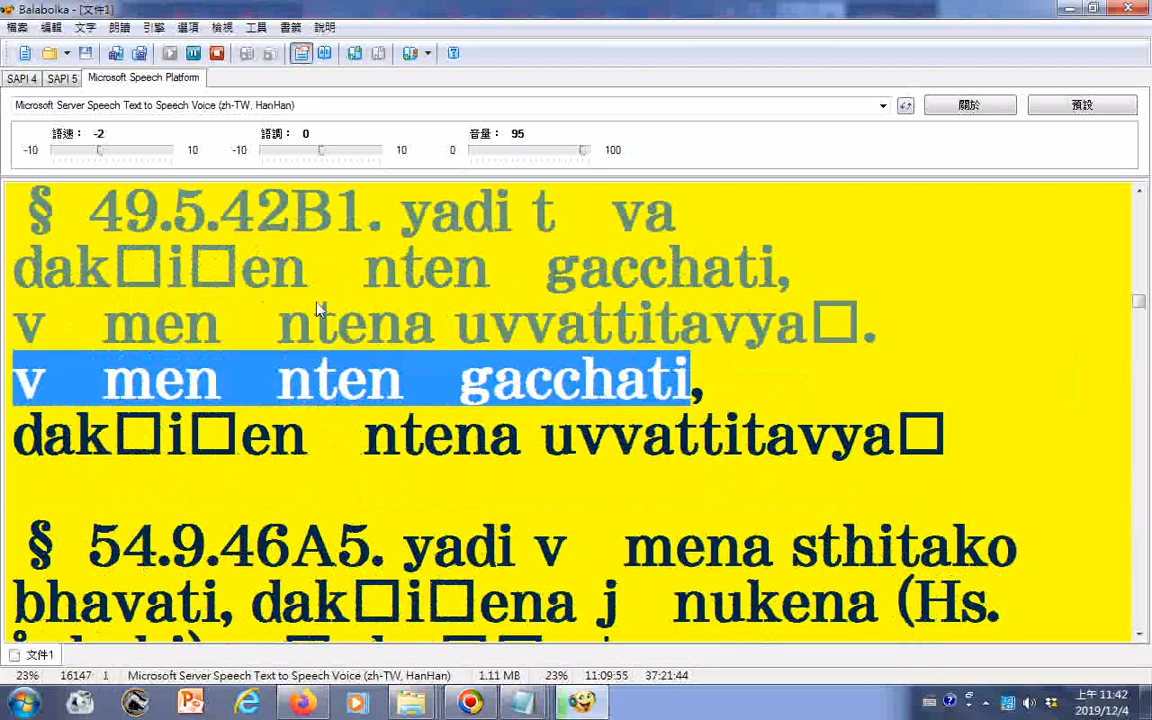 Balabolka - [文件1]
檔案 編輯 文字 朗讀 引擎 選項 檢視 工具 書籤 說明
SAPI 4 SAPI 5 Microsoft Speech Platform
Microsoft Server Speech Text to Speech Voice (zh-TW, HanHan) 關於 預設
語速： -2 語調： 0 音量： 95
-10 10 -10 10 0 100
§ 49.5.42B1. yadi t va
dak□i□en nten gacchati,
v men ntena uvvattitavya□.
v men nten gacchati,
dak□i□en ntena uvvattitavya□
§ 54.9.46A5. yadi v mena sthitako
bhavati, dak□i□ena j nukena (Hs.
文件1
23% 16147 1 Microsoft Server Speech Text to Speech Voice (zh-TW, HanHan) 1.11 MB 23% 11:09:55 37:21:44
上午 11:42
2019/12/4